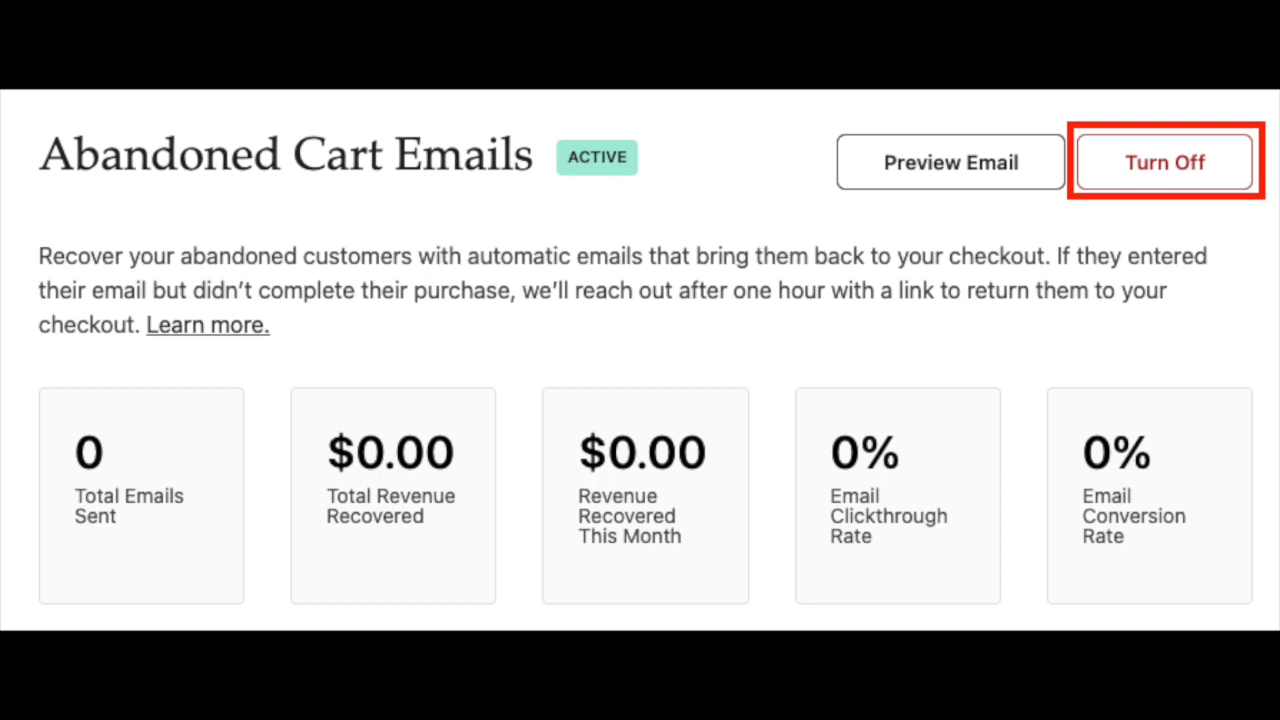 Abandoned Cart Emails
ACTIVE
Preview Email
Turn Off
Recover your abandoned customers with automatic emails that bring them back to your checkout. If they entered
their email but didn’t complete their purchase, we’ll reach out after one hour with a link to return them to your
checkout. Learn more.
0
Total Emails
Sent
$0.00
Total Revenue
Recovered
$0.00
Revenue
Recovered
This Month
0%
Email
Clickthrough
Rate
0%
Email
Conversion
Rate